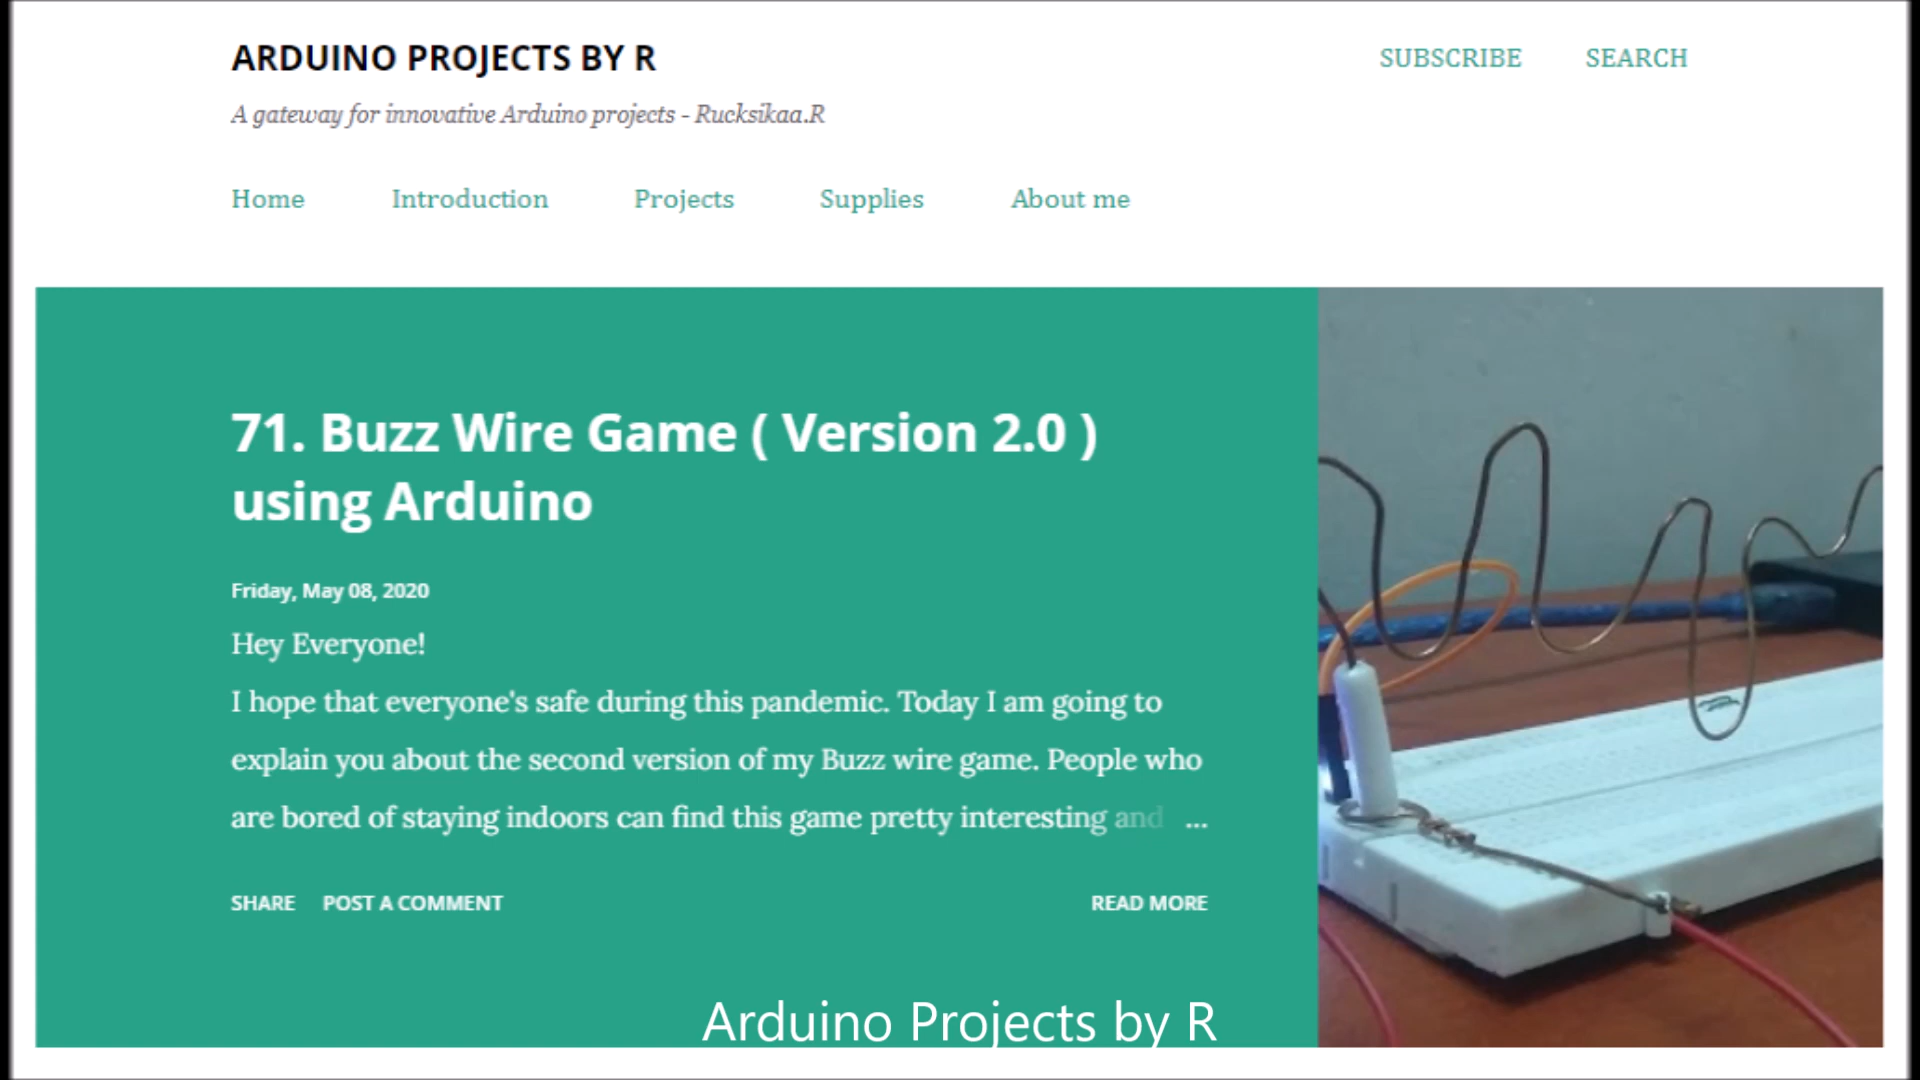 ARDUINO PROJECTS BY R
SUBSCRIBE
SEARCH
A gateway for innovative Arduino projects - Rucksikaa.R
Home
Introduction
Projects
Supplies
About me
71. Buzz Wire Game ( Version 2.0 )
using Arduino
Friday, May 08, 2020
Hey Everyone!
I hope that everyone's safe during this pandemic. Today I am going to
explain you about the second version of my Buzz wire game. People who
are bored of staying indoors can find this game pretty interesting and ...
SHARE
POST A COMMENT
READ MORE
Arduino Projects by R